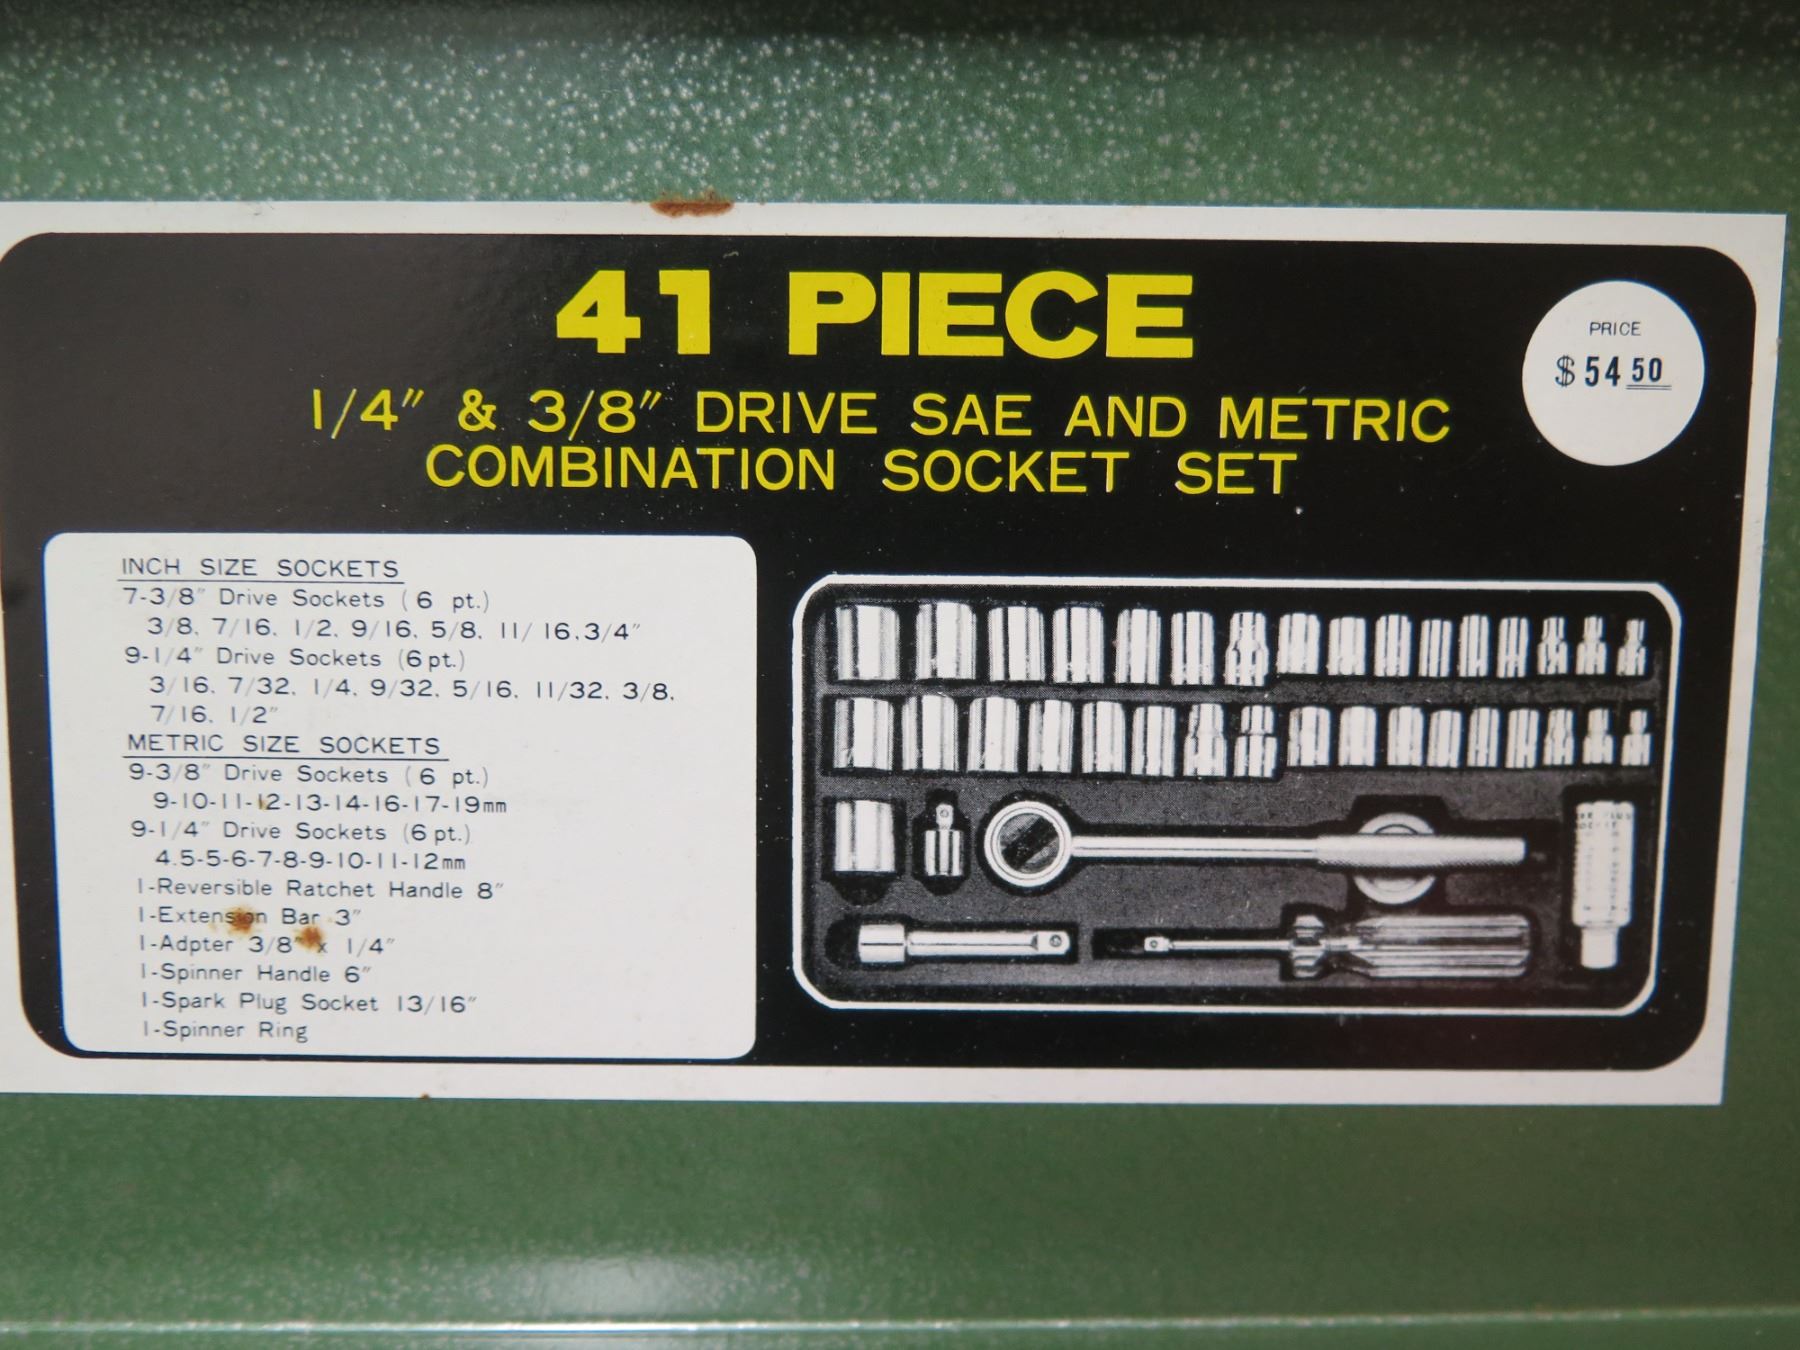 41 PIECE
1/4" & 3/8" DRIVE SAE AND METRIC
COMBINATION SOCKET SET
PRICE
$54 50
INCH SIZE SOCKETS
7-3/8" Drive Sockets (6 pt.)
3/8. 7/16. 1/2. 9/16. 5/8. 11/16.3/4"
9-1/4" Drive Sockets (6pt.)
3/16. 7/32. 1/4. 9/32. 5/16. 11/32. 3/8.
7/16. 1/2"
METRIC SIZE SOCKETS
9-3/8" Drive Sockets (6 pt.)
9-10-11-12-13-14-16-17-19mm
9-1/4" Drive Sockets (6pt.)
4.5-5-6-7-8-9-10-11-12mm
1-Reversible Ratchet Handle 8"
1-Extension Bar 3"
1-Adpter 3/8" x 1/4"
1-Spinner Handle 6"
1-Spark Plug Socket 13/16"
1-Spinner Ring